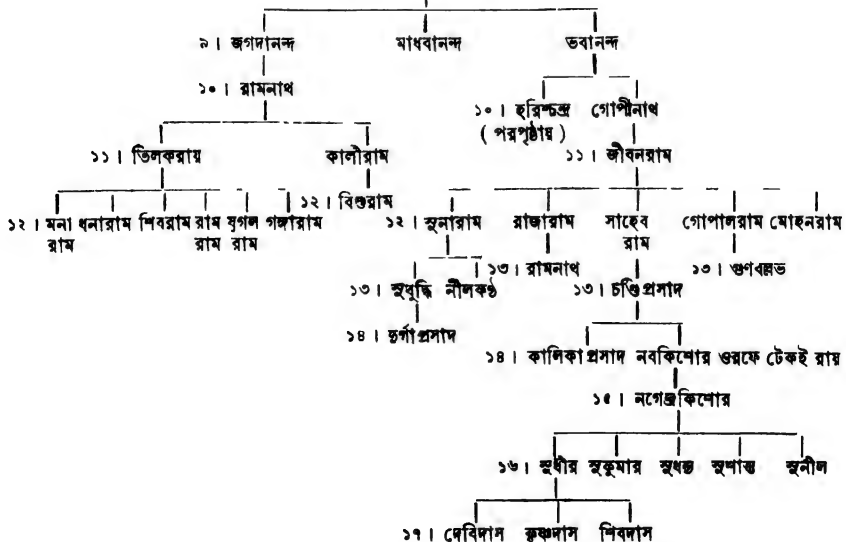 ৯। জগদানন্দ মাধবানন্দ ভবানন্দ
১০। রামনাথ
১০। হরিশ্চন্দ্র গোপীনাথ
( পরপৃষ্ঠায় )
১১। তিলকরায় কালীরাম ১১। জীবনরাম
১২। মনা ধনারাম শিবরাম রাম যুগল গঙ্গারাম ১২। বিশুরাম ১২। সুনারাম রাজারাম সাহেব গোপালরাম মোহনরাম
রাম রাম রাম রাম
১৩। সুবুদ্ধি নীলকণ্ঠ ১৩। রামনাথ ১৩। চণ্ডিপ্রসাদ ১৩। গুণবল্লভ
১৪। দুর্গাপ্রসাদ
১৪। কালিকাপ্রসাদ নবকিশোর ওরফে টেকই রায়
১৫। নগেন্দ্রকিশোর
১৬। সুধীর সুকুমার সুধন্ত সুশান্ত সুনীল
১৭। দেবিদাস কৃষ্ণদাস শিবদাস